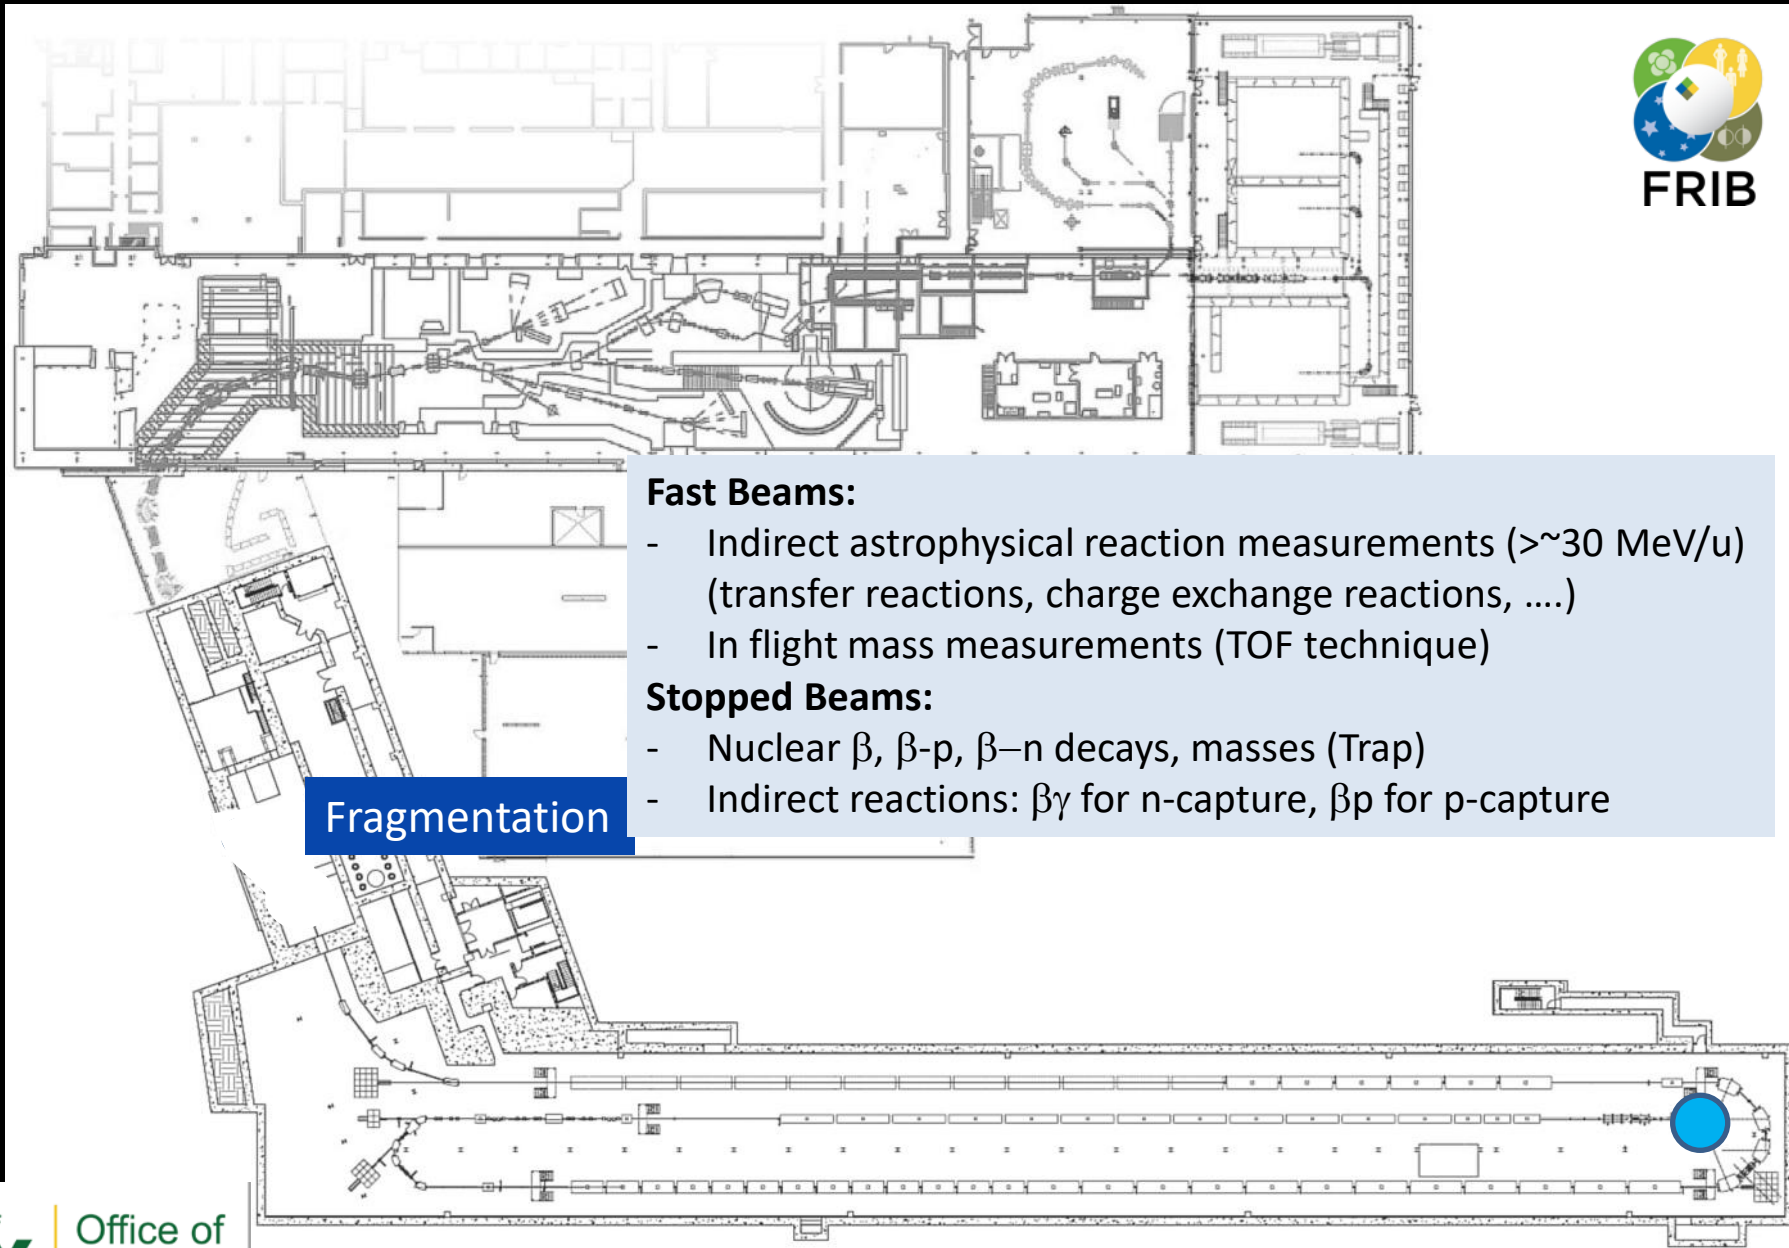 FRIB
Fast Beams:
- Indirect astrophysical reaction measurements (>~30 MeV/u)
(transfer reactions, charge exchange reactions, ....)
- In flight mass measurements (TOF technique)
Stopped Beams:
- Nuclear β, β-p, β–n decays, masses (Trap)
- Indirect reactions: βγ for n-capture, βp for p-capture
Fragmentation
Office of